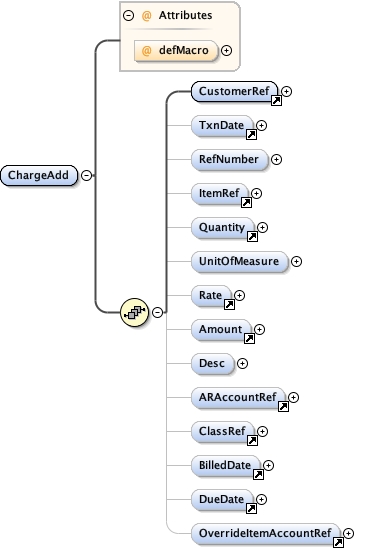 @ Attributes
@ defMacro
ChargeAdd
CustomerRef
TxnDate
RefNumber
ItemRef
Quantity
UnitOfMeasure
Rate
Amount
Desc
ARAccountRef
ClassRef
BilledDate
DueDate
OverrideItemAccountRef